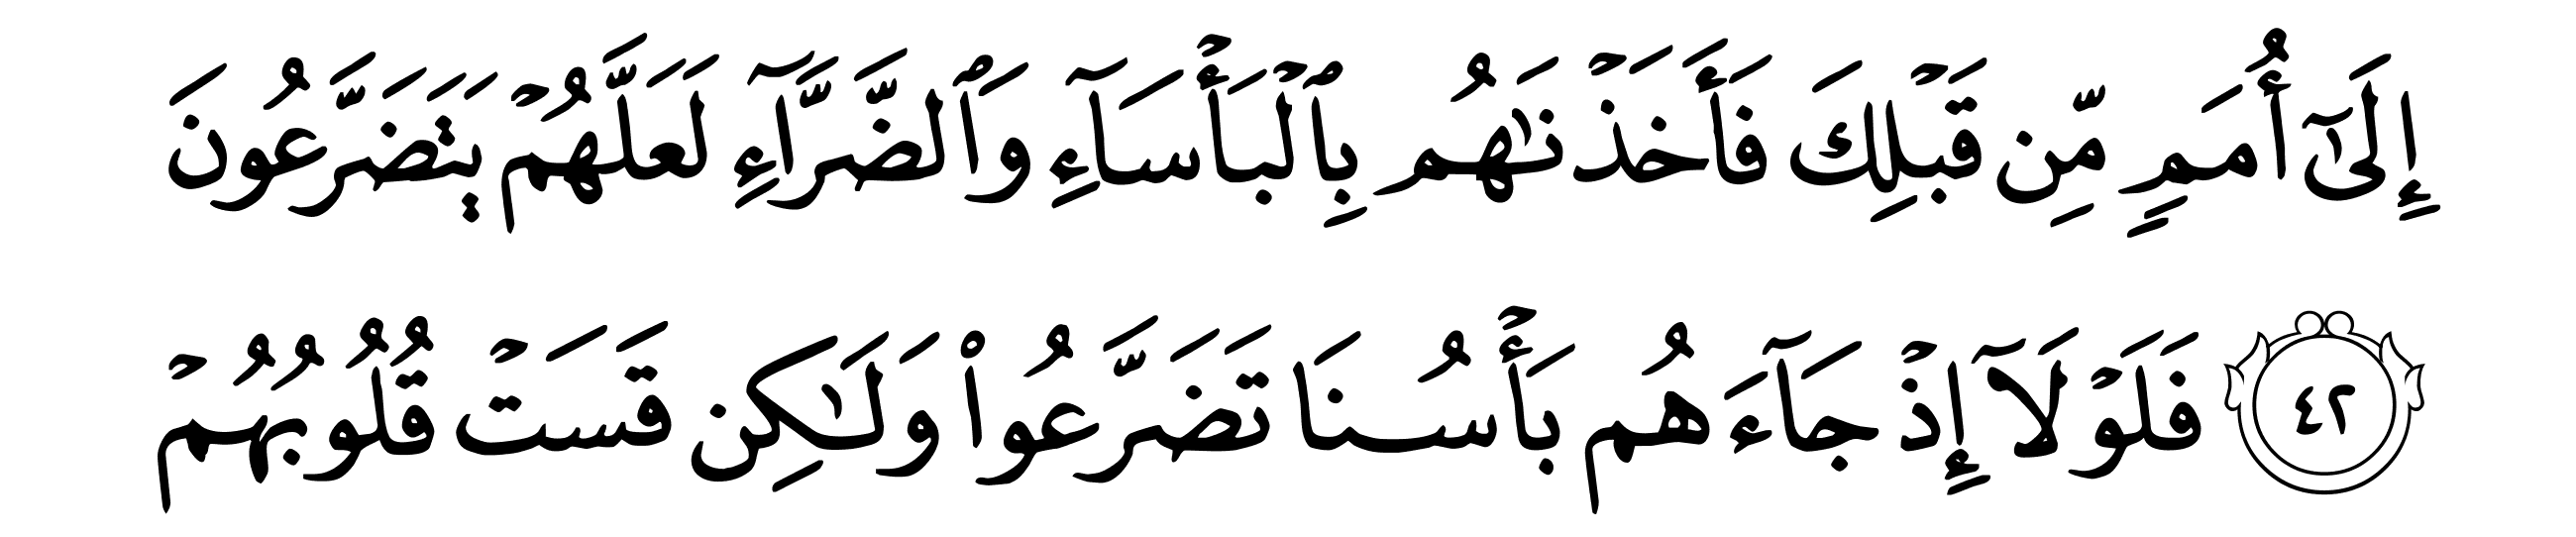 إِلَىٰٓ أُمَمٍ مِّن قَبۡلِكَ فَأَخَذۡنَٰهُم بِٱلۡبَأۡسَآءِ وَٱلضَّرَّآءِ لَعَلَّهُمۡ يَتَضَرَّعُونَ
٤٢ فَلَوۡلَآ إِذۡ جَآءَهُم بَأۡسُنَا تَضَرَّعُواْ وَلَٰكِن قَسَتۡ قُلُوبُهُمۡ